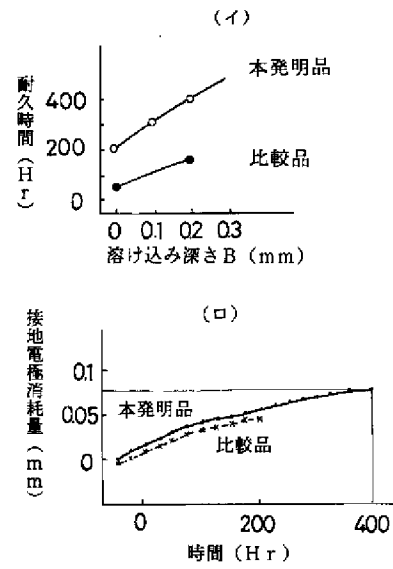 (イ)
耐久時間(Hr)
400
200
0
本発明品
比較品
0 0.1 0.2 0.3
溶け込み深さB(mm)
(ロ)
接地電極消耗量(mm)
0.1
0.05
0
本発明品
比較品
0 200 400
時間(Hr)